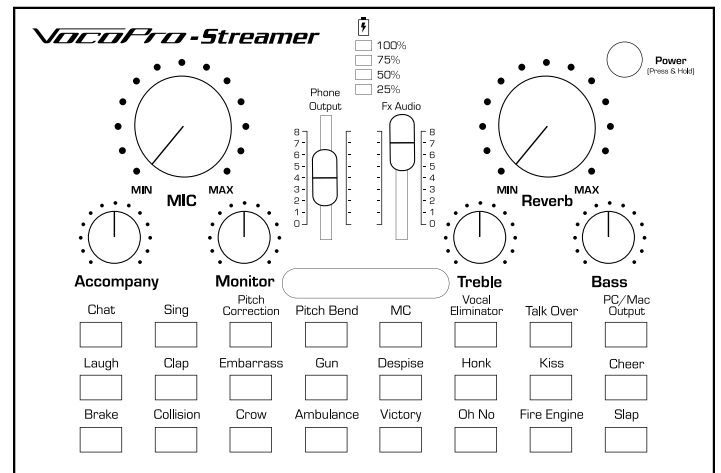 VocoPro-Streamer
100%
75%
50%
25%
Power
(Press & Hold)
Phone
Output
Fx Audio
8
7
6
5
4
3
2
1
0
8
7
6
5
4
3
2
1
0
MIN
MAX
MIC
MIN
MAX
Reverb
Accompany
Monitor
Treble
Bass
Chat
Sing
Pitch
Correction
Pitch Bend
MC
Vocal
Eliminator
Talk Over
PC/Mac
Output
Laugh
Clap
Embarrass
Gun
Despise
Honk
Kiss
Cheer
Brake
Collision
Crow
Ambulance
Victory
Oh No
Fire Engine
Slap